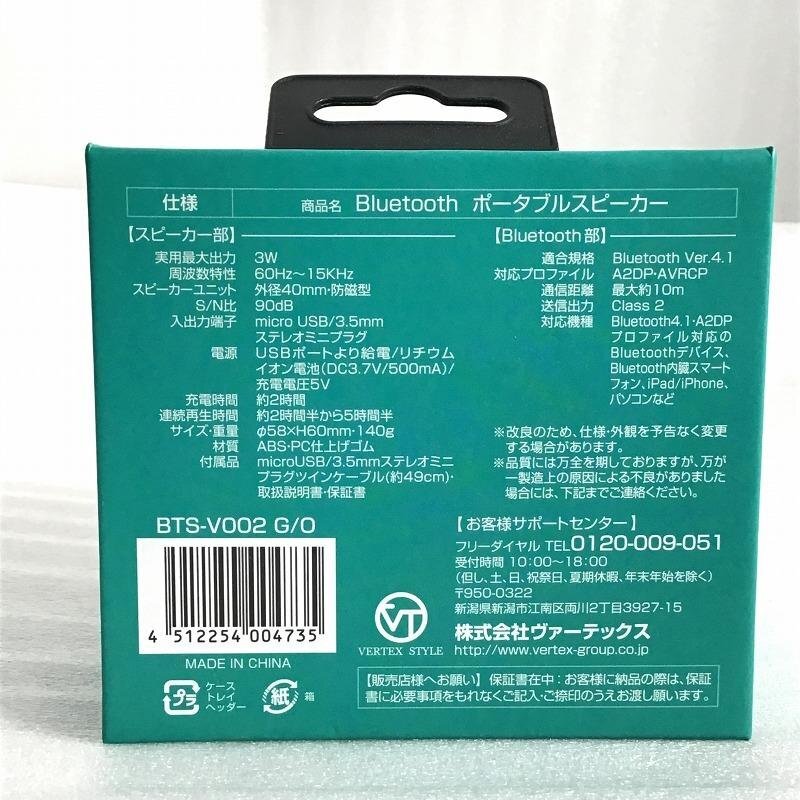 仕様 商品名 Bluetooth ポータブルスピーカー
【スピーカー部】
実用最大出力 3W
周波数特性 60Hz～15KHz
スピーカーユニット 外径40mm・防磁型
S/N比 90dB
入出力端子 micro USB/3.5mm
ステレオミニプラグ
電源 USBポートより給電/リチウム
イオン電池(DC3.7V/500mA)/
充電電圧5V
充電時間 約2時間
連続再生時間 約2時間半から5時間半
サイズ・重量 φ58×H60mm・140g
材質 ABS・PC仕上げゴム
付属品 microUSB/3.5mmステレオミニ
プラグツインケーブル(約49cm)・
取扱説明書・保証書
【Bluetooth部】
適合規格 Bluetooth Ver.4.1
対応プロファイル A2DP・AVRCP
通信距離 最大約10m
送信出力 Class 2
対応機種 Bluetooth4.1・A2DP
プロファイル対応の
Bluetoothデバイス、
Bluetooth内臓スマート
フォン、iPad/iPhone、
パソコンなど
※改良のため、仕様・外観を予告なく変更
する場合があります。
※品質には万全を期しておりますが、万が
一製造上の原因による不良がありました
場合には、下記までご連絡ください。
BTS-V002 G/O
4 512254 004735
MADE IN CHINA
プラ
ケース
トレイ
ヘッダー
紙
箱
VT
VERTEX STYLE
【お客様サポートセンター】
フリーダイヤル TEL0120-009-051
受付時間 10:00～18:00
(但し、土、日、祝祭日、夏期休暇、年末年始を除く)
〒950-0322
新潟県新潟市江南区両川2丁目3927-15
株式会社ヴァーテックス
http://www.vertex-group.co.jp
【販売店様へお願い】 保証書在中:お客様に納品の際は、保証
書に必要事項をもれなくご記入・ご捺印のうえお渡し願います。